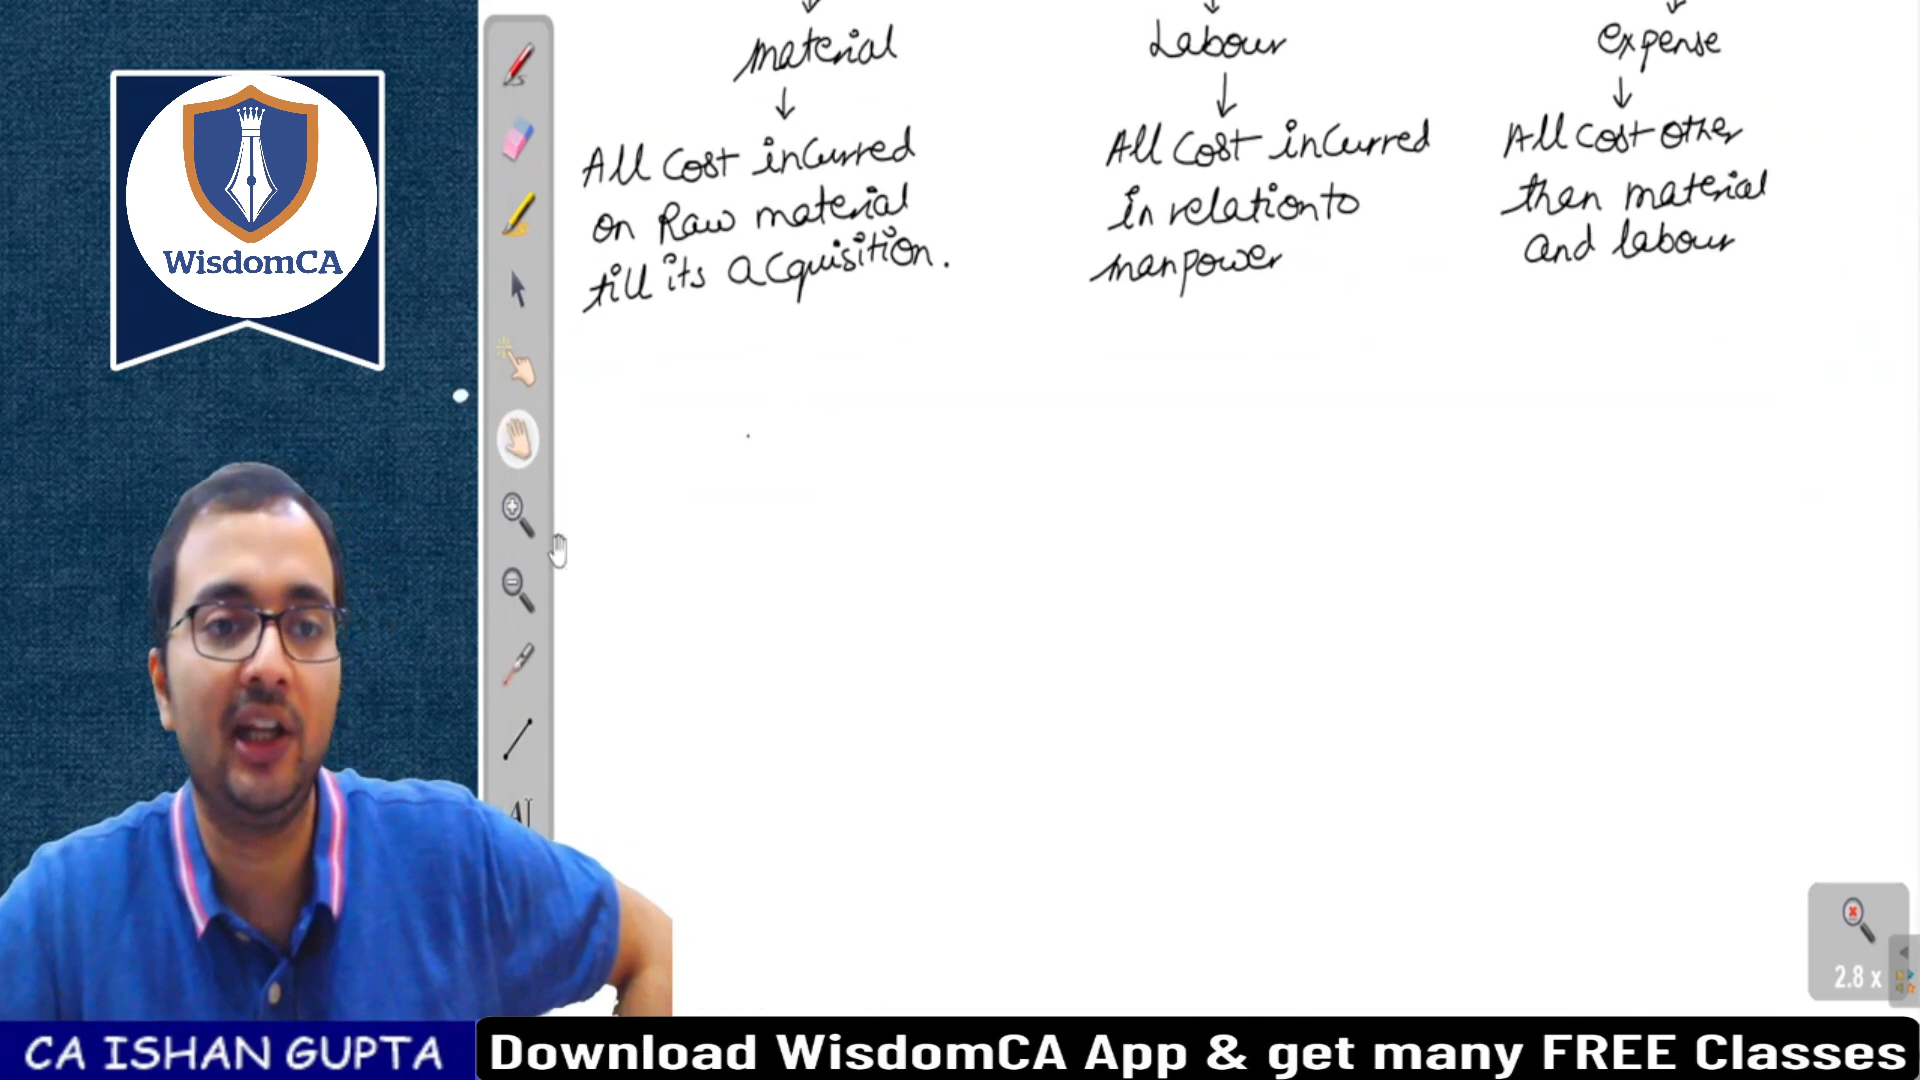 WisdomCA
material
Labour
expense
All Cost incurred
on Raw material
till its acquisition.
All Cost incurred
in relation to
manpower
All cost other
then material
and labour
2.8 x
CA ISHAN GUPTA
Download WisdomCA App & get many FREE Classes